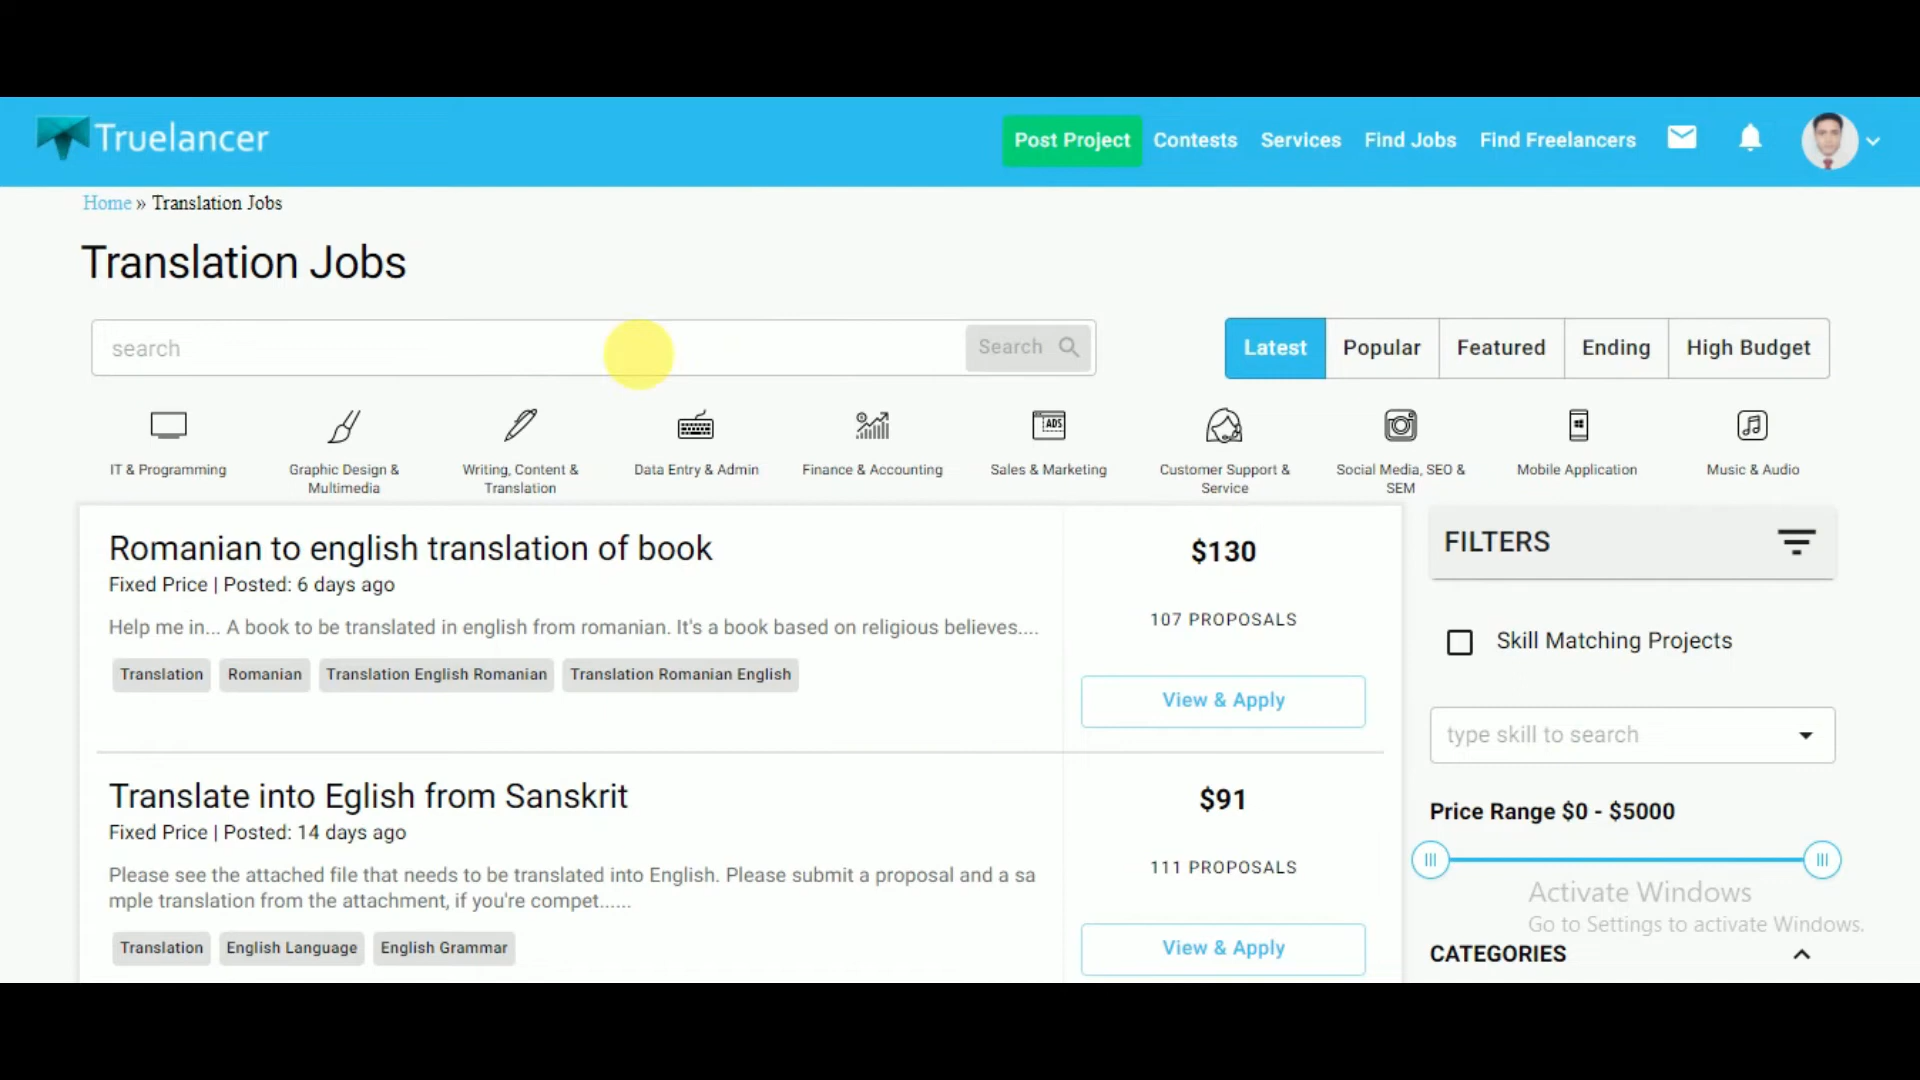 Truelancer
Post Project Contests Services Find Jobs Find Freelancers
Home » Translation Jobs
Translation Jobs
search
Search
Latest Popular Featured Ending High Budget
IT & Programming
Graphic Design &
Multimedia
Writing, Content &
Translation
Data Entry & Admin
Finance & Accounting
ADS
Sales & Marketing
Customer Support &
Service
Social Media, SEO &
SEM
Mobile Application
Music & Audio
Romanian to english translation of book
Fixed Price | Posted: 6 days ago
Help me in... A book to be translated in english from romanian. It's a book based on religious believes....
Translation Romanian Translation English Romanian Translation Romanian English
$130
107 PROPOSALS
View & Apply
Translate into Eglish from Sanskrit
Fixed Price | Posted: 14 days ago
Please see the attached file that needs to be translated into English. Please submit a proposal and a sa
mple translation from the attachment, if you're compet......
Translation English Language English Grammar
$91
111 PROPOSALS
View & Apply
FILTERS
Skill Matching Projects
type skill to search
Price Range $0 - $5000
Activate Windows
Go to Settings to activate Windows.
CATEGORIES